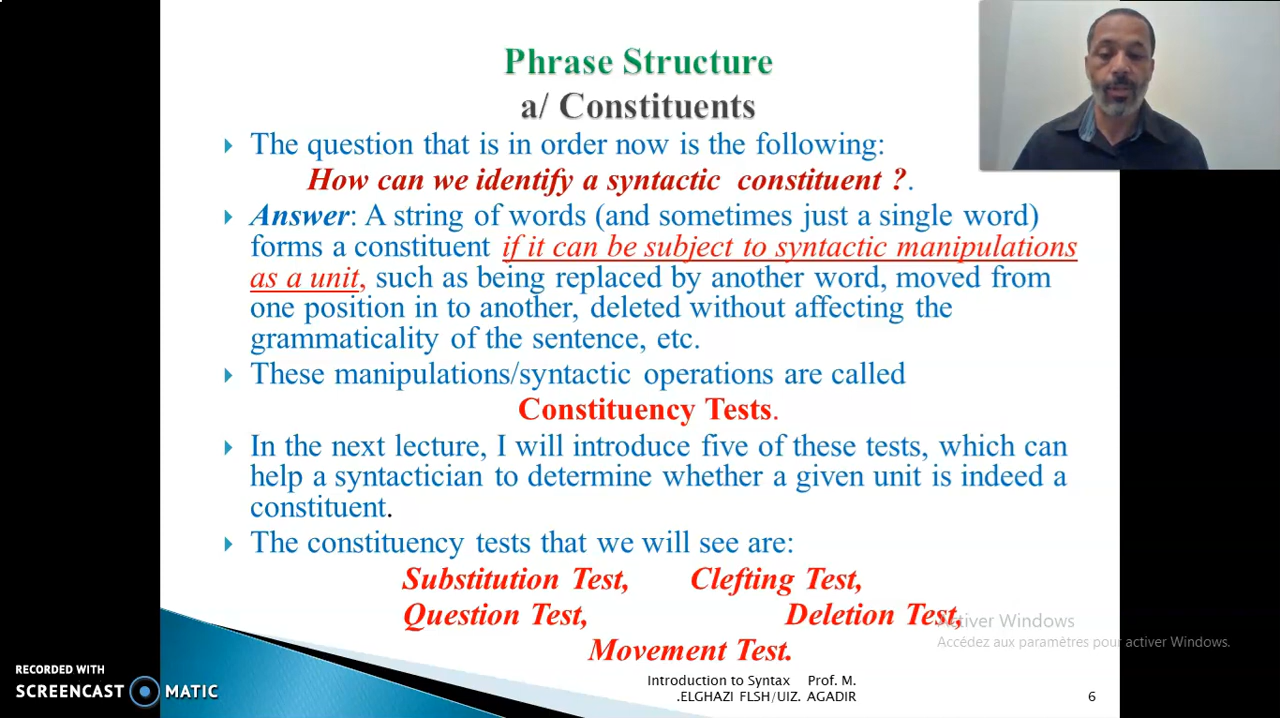 Phrase Structure
a/ Constituents
The question that is in order now is the following:
How can we identify a syntactic constituent ?.
Answer: A string of words (and sometimes just a single word)
forms a constituent if it can be subject to syntactic manipulations
as a unit, such as being replaced by another word, moved from
one position in to another, deleted without affecting the
grammaticality of the sentence, etc.
These manipulations/syntactic operations are called
Constituency Tests.
In the next lecture, I will introduce five of these tests, which can
help a syntactician to determine whether a given unit is indeed a
constituent.
The constituency tests that we will see are:
Substitution Test, Clefting Test,
Question Test, Deletion Test,
Movement Test.
Activer Windows
Accédez aux paramètres pour activer Windows.
RECORDED WITH
SCREENCAST MATIC
Introduction to Syntax Prof. M.
.ELGHAZI FLSH/UIZ. AGADIR
6